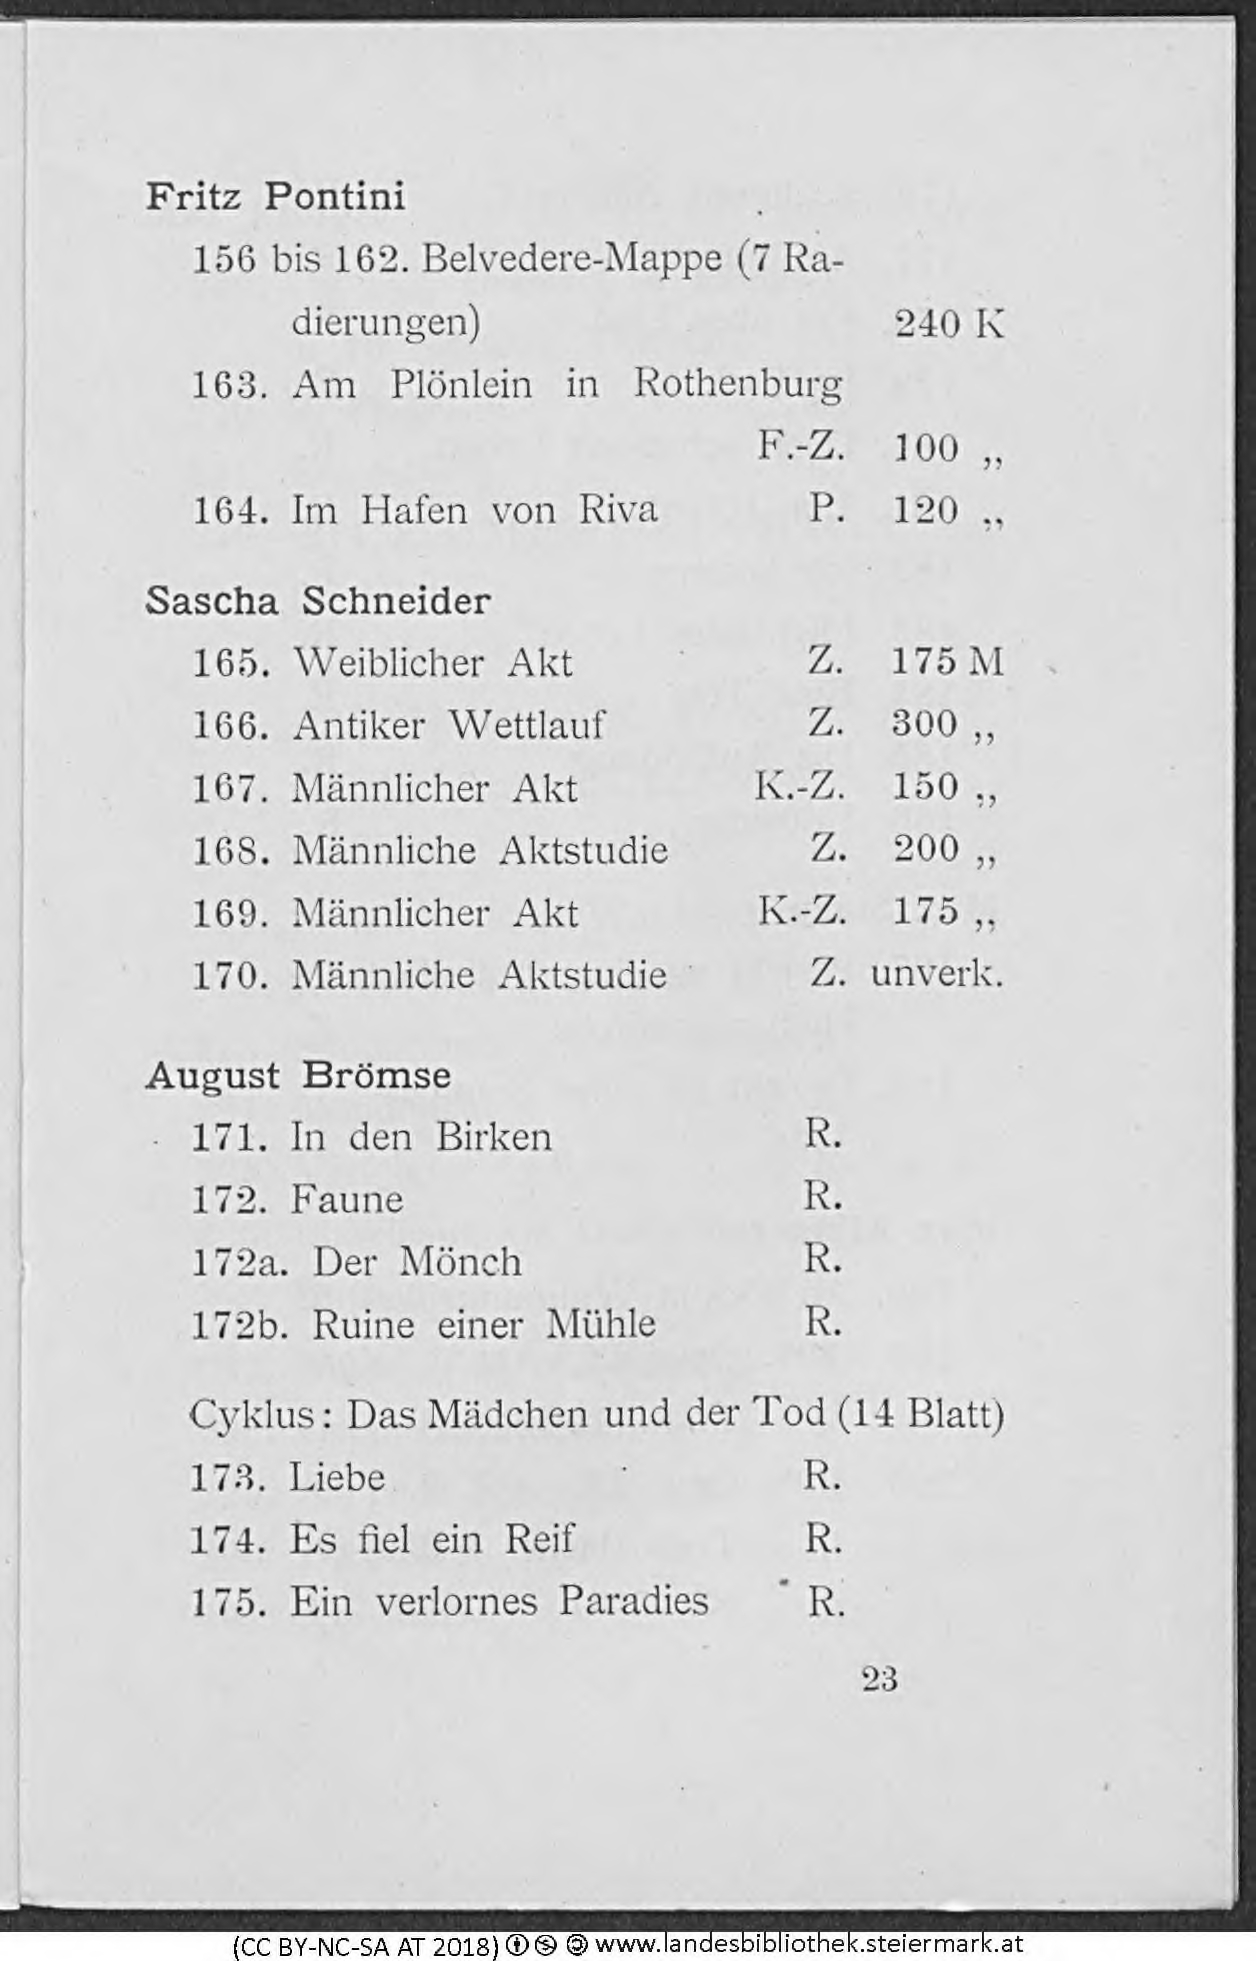 Fritz Pontini
156 bis 162. Belvedere-Mappe (7 Ra-
dierungen) 240 K
163. Am Plönlein in Rothenburg
F.-Z. 100 „
164. Im Hafen von Riva P. 120 „
Sascha Schneider
165. Weiblicher Akt Z. 175 M
166. Antiker Wettlauf Z. 300 „
167. Männlicher Akt K.-Z. 150 „
168. Männliche Aktstudie Z. 200 „
169. Männlicher Akt K.-Z. 175 „
170. Männliche Aktstudie Z. unverk.
August Brömse
171. In den Birken R.
172. Faune R.
172a. Der Mönch R.
172b. Ruine einer Mühle R.
Cyklus: Das Mädchen und der Tod (14 Blatt)
173. Liebe R.
174. Es fiel ein Reif R.
175. Ein verlornes Paradies R.
23
(CC BY-NC-SA AT 2018) www.landesbibliothek.steiermark.at